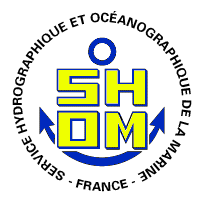 SERVICE HYDROGRAPHIQUE ET OCÉANOGRAPHIQUE DE LA MARINE
SH
OM
- FRANCE -